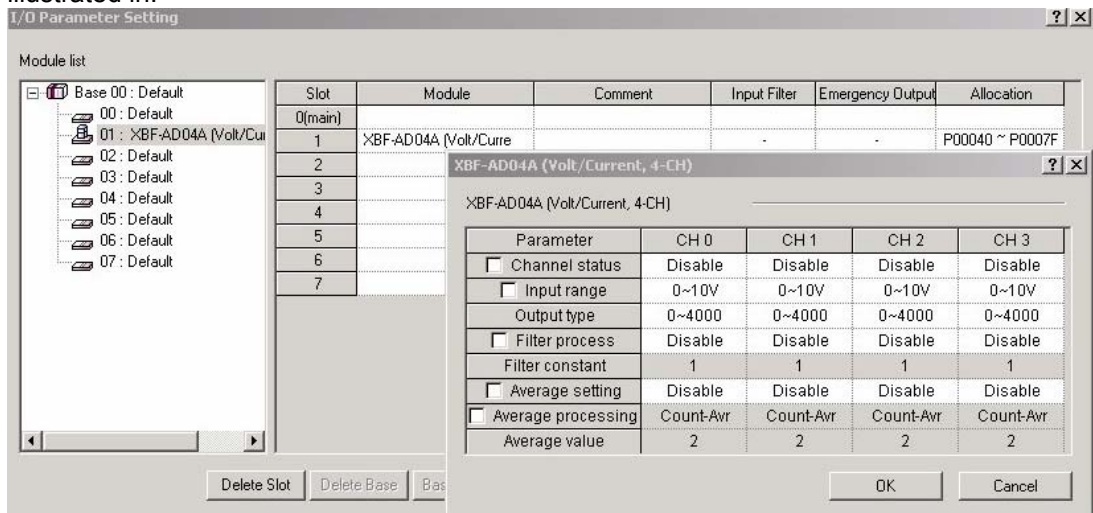 I/O Parameter Setting
Module list
Base 00 : Default
00 : Default
01 : XBF-AD04A (Volt/Cur
02 : Default
03 : Default
04 : Default
05 : Default
06 : Default
07 : Default
Slot Module Comment Input Filter Emergency Output Allocation
0(main)
1 XBF-AD04A (Volt/Curre - - P00040 ~ P0007F
2
3
4
5
6
7
XBF-AD04A (Volt/Current, 4-CH)
XBF-AD04A (Volt/Current, 4-CH)
Parameter CH 0 CH 1 CH 2 CH 3
Channel status Disable Disable Disable Disable
Input range 0~10V 0~10V 0~10V 0~10V
Output type 0~4000 0~4000 0~4000 0~4000
Filter process Disable Disable Disable Disable
Filter constant 1 1 1 1
Average setting Disable Disable Disable Disable
Average processing Count-Avr Count-Avr Count-Avr Count-Avr
Average value 2 2 2 2
Delete Slot Delete Base Bas
OK Cancel